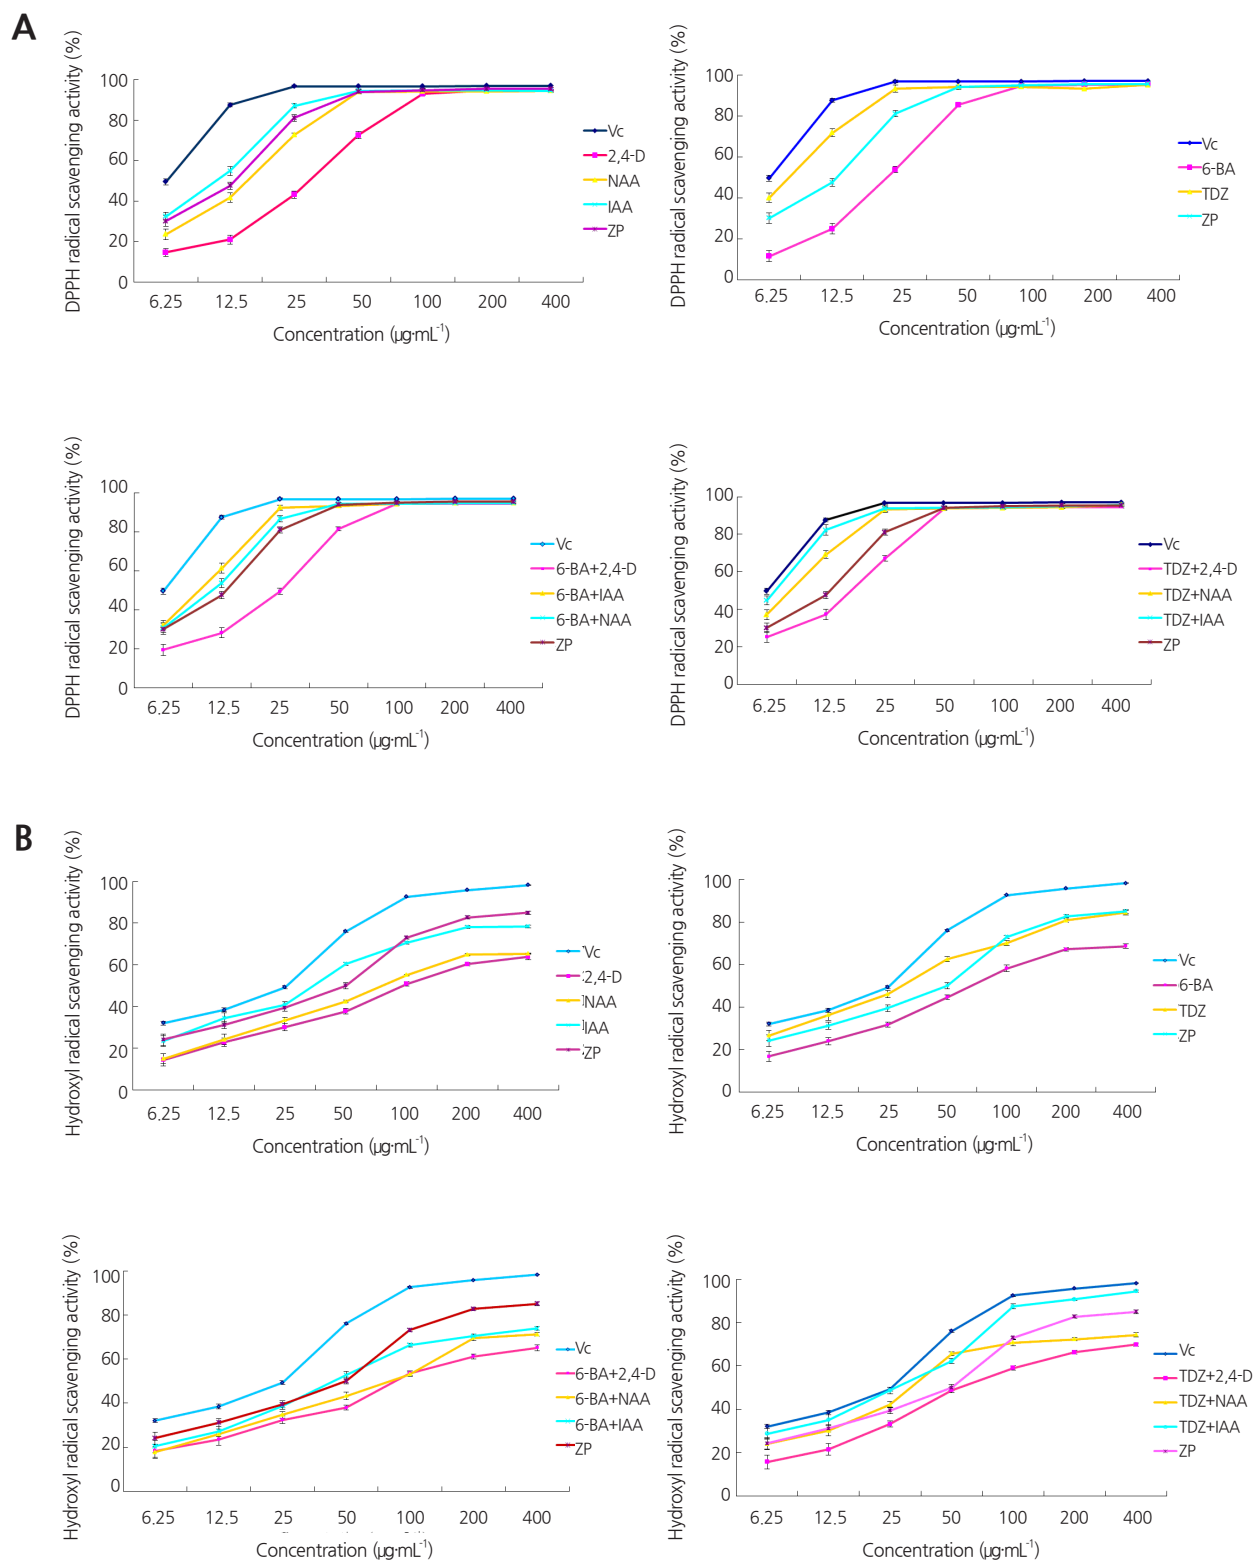 A
DPPH radical scavenging activity (%)
100
80
60
40
20
0
6.25 12.5 25 50 100 200 400
Concentration (µg·mL⁻¹)
Vc
2,4-D
NAA
IAA
ZP
DPPH radical scavenging activity (%)
100
80
60
40
20
0
6.25 12.5 25 50 100 200 400
Concentration (µg·mL⁻¹)
Vc
6-BA
TDZ
ZP
DPPH radical scavenging activity (%)
100
80
60
40
20
0
6.25 12.5 25 50 100 200 400
Concentration (µg·mL⁻¹)
Vc
6-BA+2,4-D
6-BA+IAA
6-BA+NAA
ZP
DPPH radical scavenging activity (%)
100
80
60
40
20
0
6.25 12.5 25 50 100 200 400
Concentration (µg·mL⁻¹)
Vc
TDZ+2,4-D
TDZ+NAA
TDZ+IAA
ZP
B
Hydroxyl radical scavenging activity (%)
100
80
60
40
20
0
6.25 12.5 25 50 100 200 400
Concentration (µg·mL⁻¹)
Vc
2,4-D
NAA
IAA
ZP
Hydroxyl radical scavenging activity (%)
100
80
60
40
20
0
6.25 12.5 25 50 100 200 400
Concentration (µg·mL⁻¹)
Vc
6-BA
TDZ
ZP
Hydroxyl radical scavenging activity (%)
100
80
60
40
20
0
6.25 12.5 25 50 100 200 400
Concentration (µg·mL⁻¹)
Vc
6-BA+2,4-D
6-BA+NAA
6-BA+IAA
ZP
Hydroxyl radical scavenging activity (%)
100
80
60
40
20
0
6.25 12.5 25 50 100 200 400
Concentration (µg·mL⁻¹)
Vc
TDZ+2,4-D
TDZ+NAA
TDZ+IAA
ZP